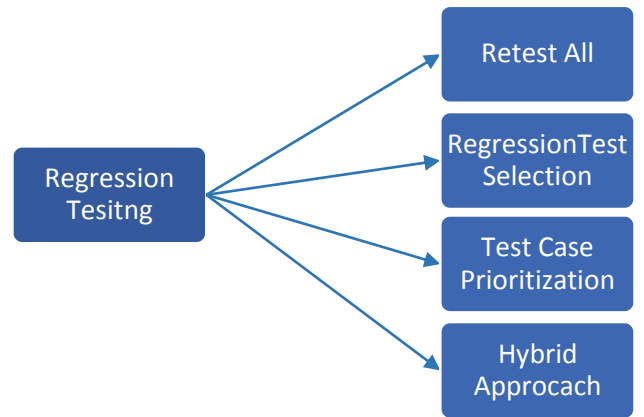 Retest All
RegressionTest
Selection
Regression
Tesitng
Test Case
Prioritization
Hybrid
Approcach